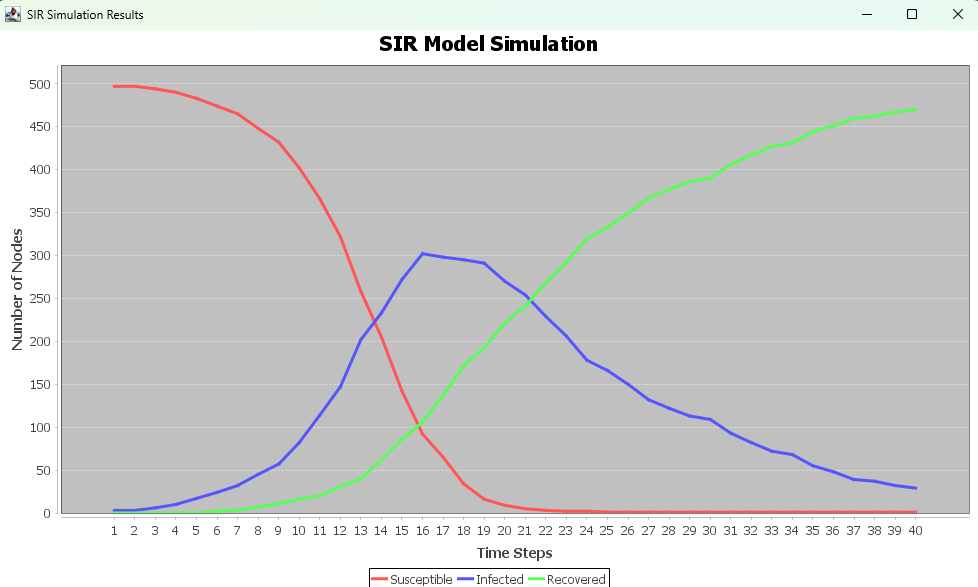 SIR Simulation Results
SIR Model Simulation
Number of Nodes
500
450
400
350
300
250
200
150
100
50
0
1 2 3 4 5 6 7 8 9 10 11 12 13 14 15 16 17 18 19 20 21 22 23 24 25 26 27 28 29 30 31 32 33 34 35 36 37 38 39 40
Time Steps
Susceptible Infected Recovered